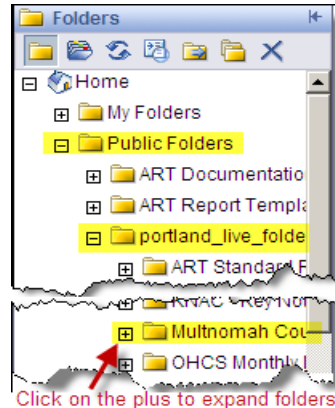 Folders
Home
My Folders
Public Folders
ART Documentatio
ART Report Templa
portland_live_folde
ART Standard F
Multnomah Cou
OHCS Monthly
Click on the plus to expand folders